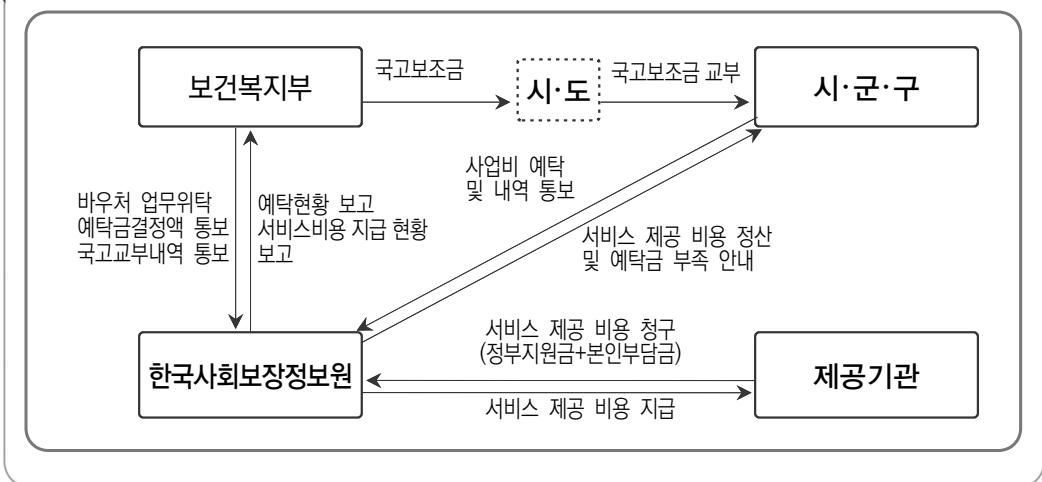 보건복지부
국고보조금
시·도
국고보조금 교부
시·군·구
사업비 예탁
및 내역 통보
바우처 업무위탁
예탁금결정액 통보
국고교부내역 통보
예탁현황 보고
서비스비용 지급 현황
보고
서비스 제공 비용 정산
및 예탁금 부족 안내
한국사회보장정보원
서비스 제공 비용 청구
(정부지원금+본인부담금)
서비스 제공 비용 지급
제공기관